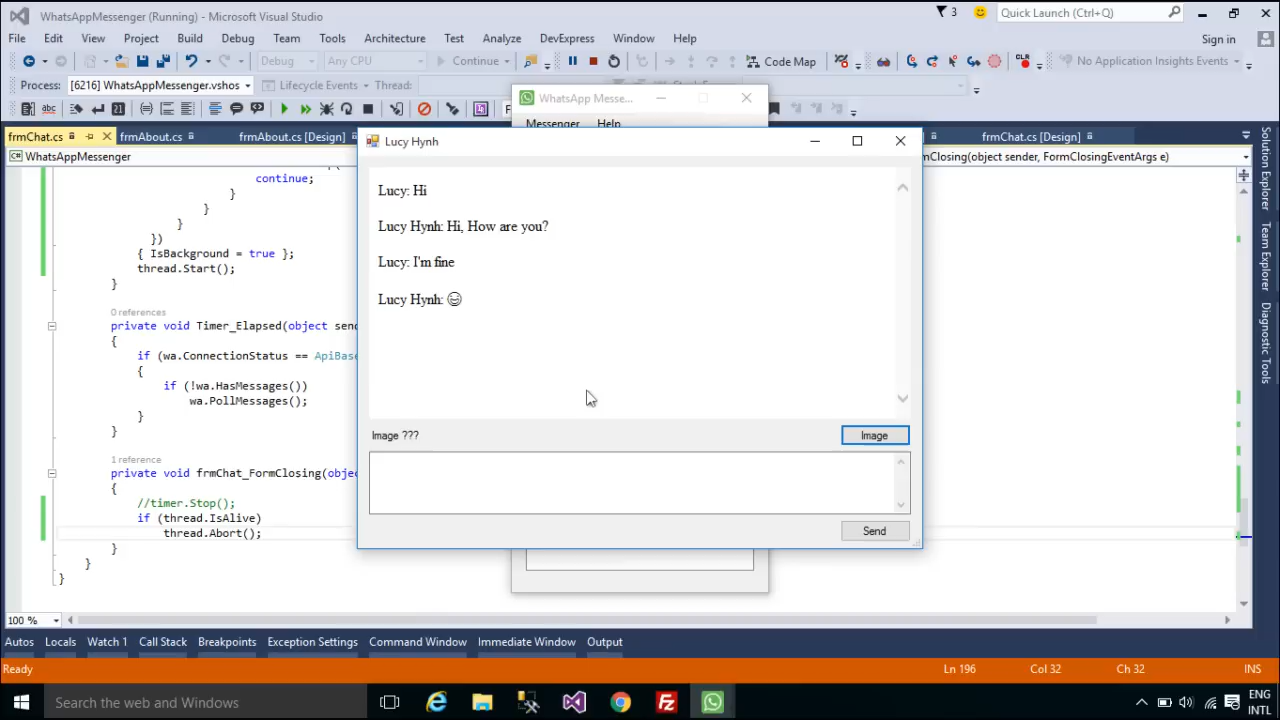 WhatsAppMessenger (Running) - Microsoft Visual Studio
3
Quick Launch (Ctrl+Q)
File Edit View Project Build Debug Team Tools Architecture Test Analyze DevExpress Window Help
Sign in
Debug Any CPU Continue Code Map No Application Insights Events
Process: [6216] WhatsAppMessenger.vshos Lifecycle Events Thread:
WhatsApp Messe...
Messenger Help
frmChat.cs frmAbout.cs frmAbout.cs [Design] frmChat.cs [Design]
WhatsAppMessenger
mClosing(object sender, FormClosingEventArgs e)
continue;
}
}
}
})
{ IsBackground = true };
thread.Start();
}
0 references
private void Timer_Elapsed(object send
{
if (wa.ConnectionStatus == ApiBase
{
if (!wa.HasMessages())
wa.PollMessages();
}
}
1 reference
private void frmChat_FormClosing(objec
{
//timer.Stop();
if (thread.IsAlive)
thread.Abort();
}
}
}
Lucy Hynh
Lucy: Hi
Lucy Hynh: Hi, How are you?
Lucy: I'm fine
Lucy Hynh: 😄
Image ???
Image
Send
Solution Explorer
Team Explorer
Diagnostic Tools
100 %
Autos Locals Watch 1 Call Stack Breakpoints Exception Settings Command Window Immediate Window Output
Ready Ln 196 Col 32 Ch 32 INS
Search the web and Windows
ENG
INTL